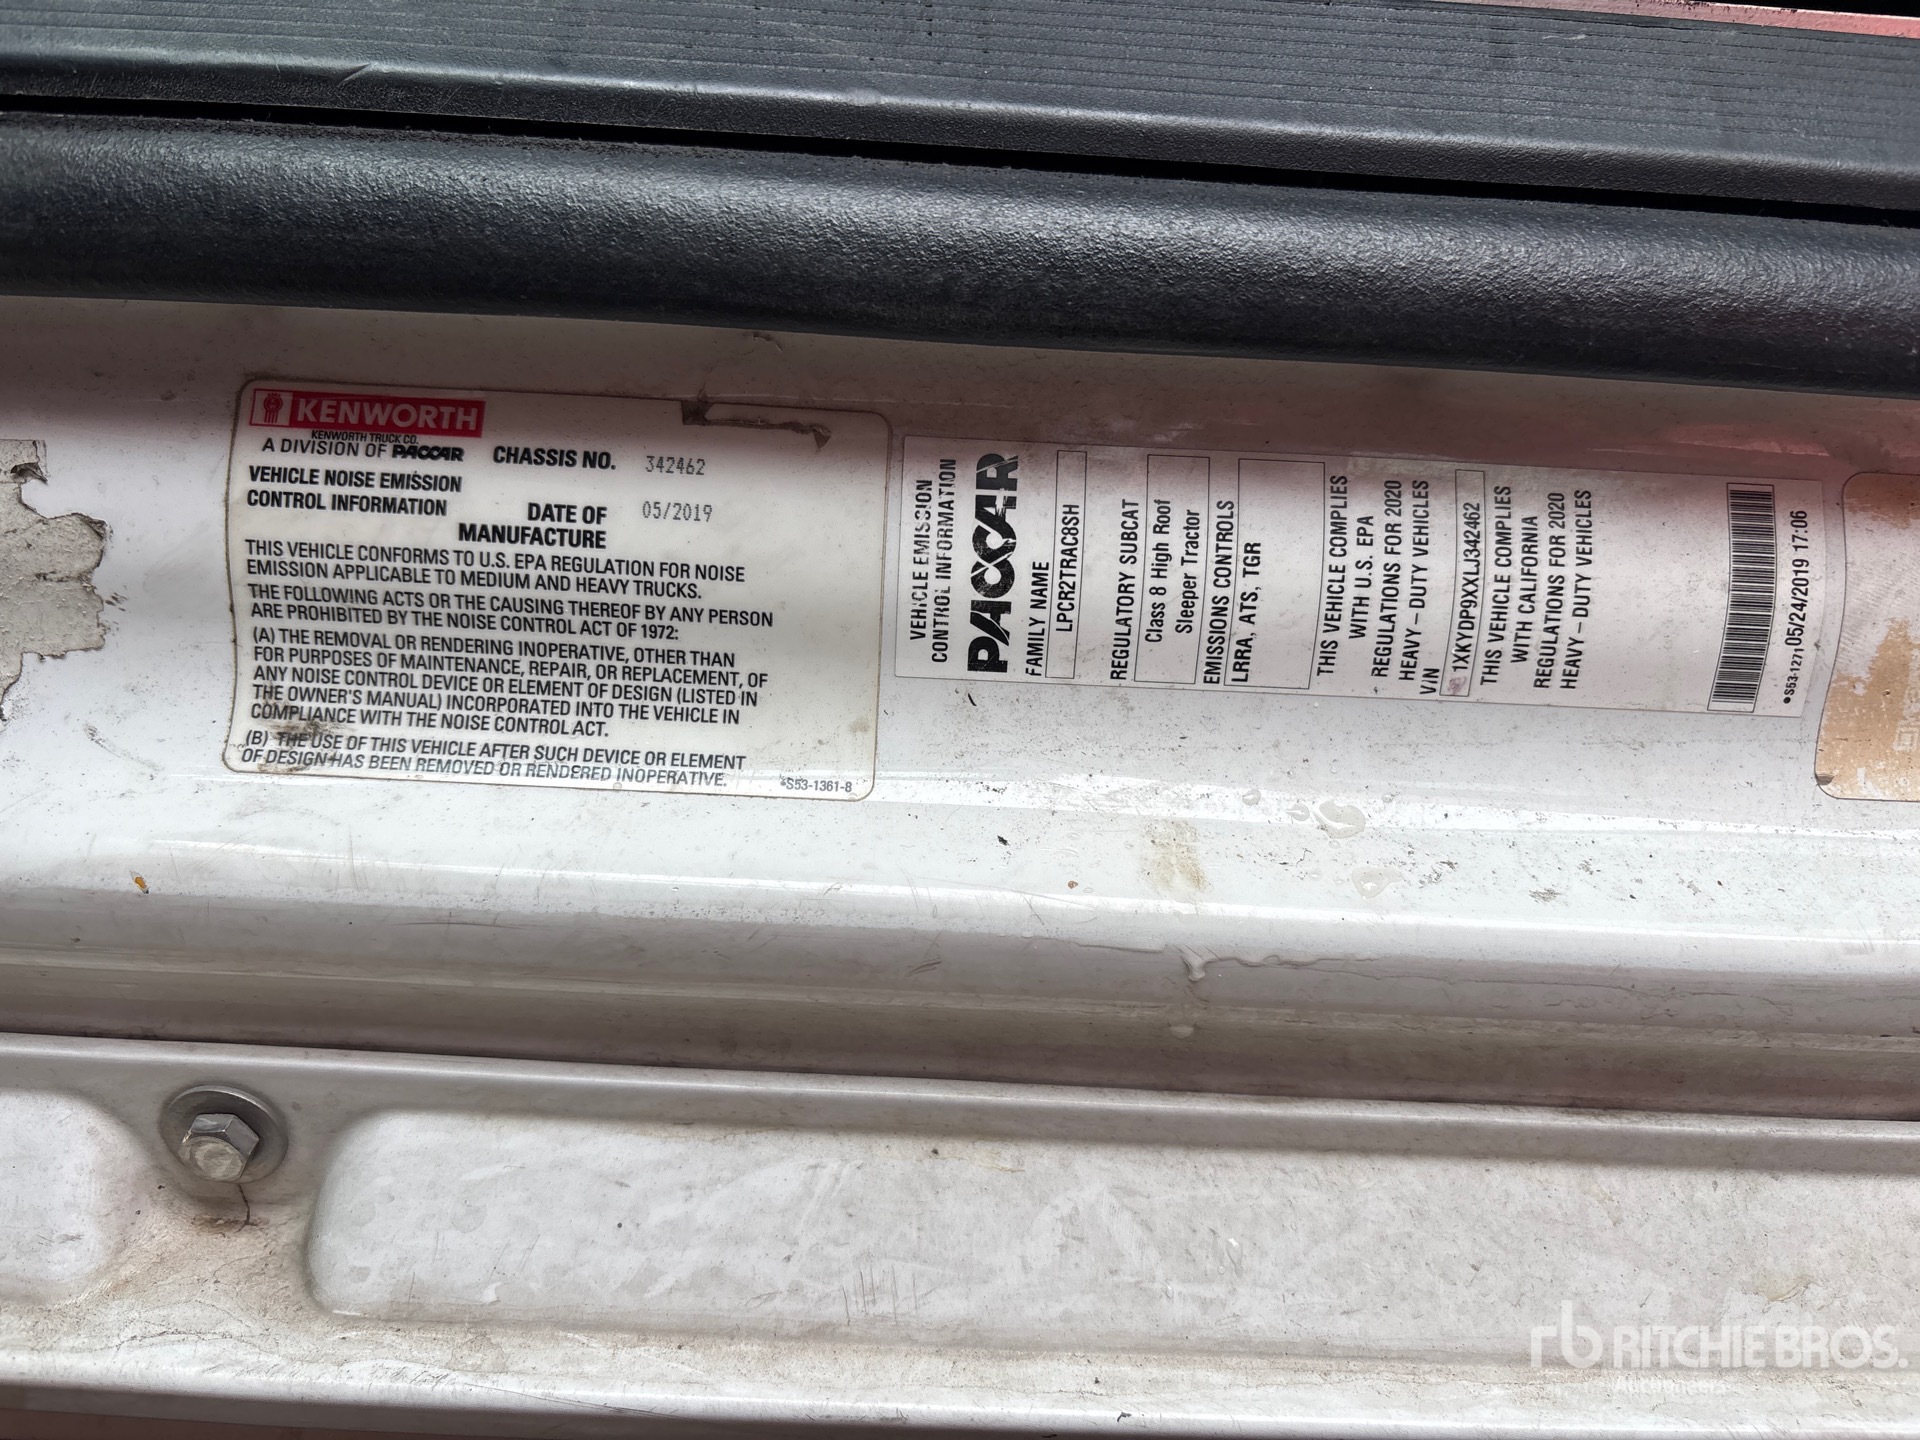 KENWORTH
KENWORTH TRUCK CO.
A DIVISION OF PACCAR
CHASSIS NO. 342462
VEHICLE NOISE EMISSION
CONTROL INFORMATION
DATE OF
MANUFACTURE
05/2019
THIS VEHICLE CONFORMS TO U.S. EPA REGULATION FOR NOISE
EMISSION APPLICABLE TO MEDIUM AND HEAVY TRUCKS.
THE FOLLOWING ACTS OR THE CAUSING THEREOF BY ANY PERSON
ARE PROHIBITED BY THE NOISE CONTROL ACT OF 1972:
(A) THE REMOVAL OR RENDERING INOPERATIVE, OTHER THAN
FOR PURPOSES OF MAINTENANCE, REPAIR, OR REPLACEMENT, OF
ANY NOISE CONTROL DEVICE OR ELEMENT OF DESIGN (LISTED IN
THE OWNER'S MANUAL) INCORPORATED INTO THE VEHICLE IN
COMPLIANCE WITH THE NOISE CONTROL ACT.
(B) THE USE OF THIS VEHICLE AFTER SUCH DEVICE OR ELEMENT
OF DESIGN HAS BEEN REMOVED OR RENDERED INOPERATIVE.
*S53-1361-8
VEHICLE EMISSION
CONTROL INFORMATION
PACCAR
FAMILY NAME
LPCR2TRAC8SH
REGULATORY SUBCAT
Class 8 High Roof
Sleeper Tractor
EMISSIONS CONTROLS
LRRA, ATS, TGR
THIS VEHICLE COMPLIES
WITH U.S. EPA
REGULATIONS FOR 2020
HEAVY-DUTY VEHICLES
VIN
1XKYDP9XXLJ342462
THIS VEHICLE COMPLIES
WITH CALIFORNIA
REGULATIONS FOR 2020
HEAVY-DUTY VEHICLES
*S53-1271 05/24/2019 17:06
rb RITCHIE BROS.
Auctioneers